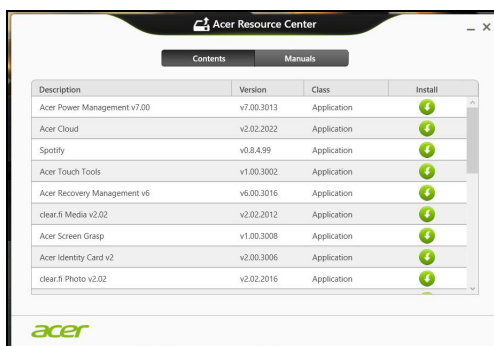 Acer Resource Center
Contents Manuals
Description Version Class Install
Acer Power Management v7.00 v7.00.3013 Application
Acer Cloud v2.02.2022 Application
Spotify v0.8.4.99 Application
Acer Touch Tools v1.00.3002 Application
Acer Recovery Management v6 v6.00.3016 Application
clear.fi Media v2.02 v2.02.2012 Application
Acer Screen Grasp v1.00.3008 Application
Acer Identity Card v2 v2.00.3006 Application
clear.fi Photo v2.02 v2.02.2016 Application
acer